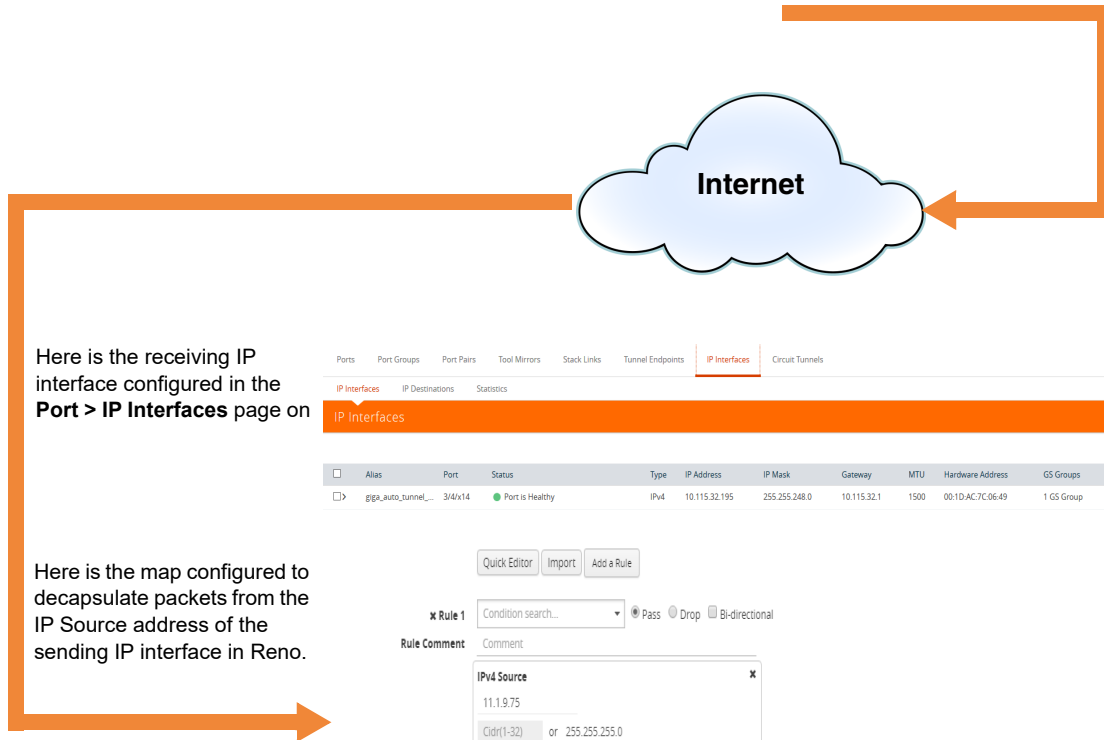 Internet
Here is the receiving IP
interface configured in the
Port > IP Interfaces page on
Ports Port Groups Port Pairs Tool Mirrors Stack Links Tunnel Endpoints IP Interfaces Circuit Tunnels
IP Interfaces IP Destinations Statistics
IP Interfaces
Alias Port Status Type IP Address IP Mask Gateway MTU Hardware Address GS Groups
giga_auto_tunnel_... 3/4/x14 Port is Healthy IPv4 10.115.32.195 255.255.248.0 10.115.32.1 1500 00:1D:AC:7C:06:49 1 GS Group
Here is the map configured to
decapsulate packets from the
IP Source address of the
sending IP interface in Reno.
Quick Editor Import Add a Rule
x Rule 1 Condition search... Pass Drop Bi-directional
Rule Comment Comment
IPv4 Source x
11.1.9.75
Cidr(1-32) or 255.255.255.0